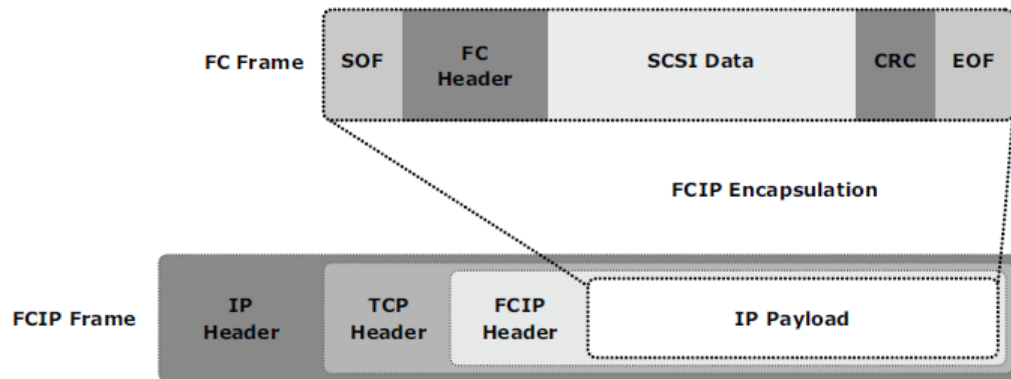 FC Frame
SOF
FC
Header
SCSI Data
CRC
EOF
FCIP Encapsulation
FCIP Frame
IP
Header
TCP
Header
FCIP
Header
IP Payload